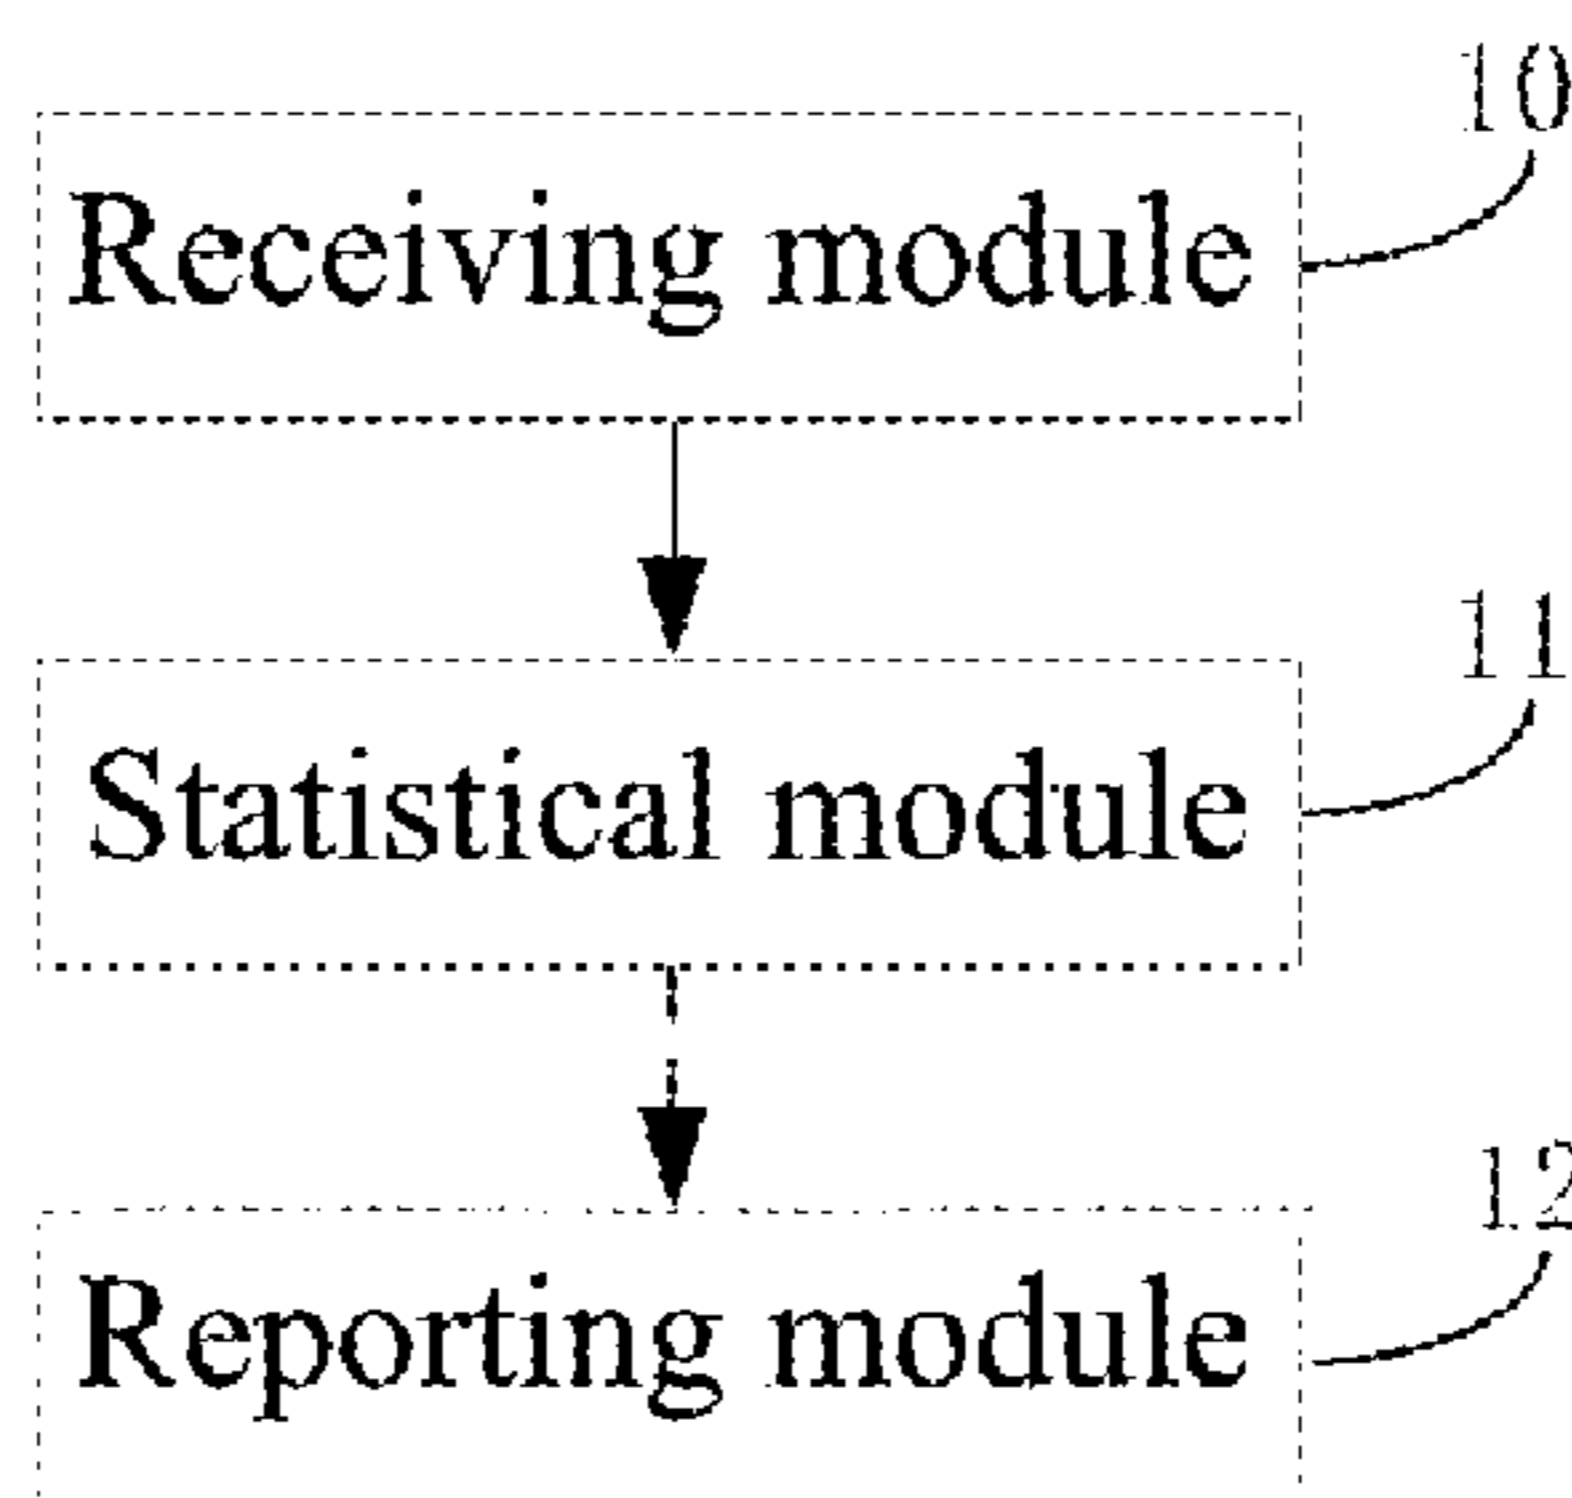 10
Receiving module
11
Statistical module
12
Reporting module